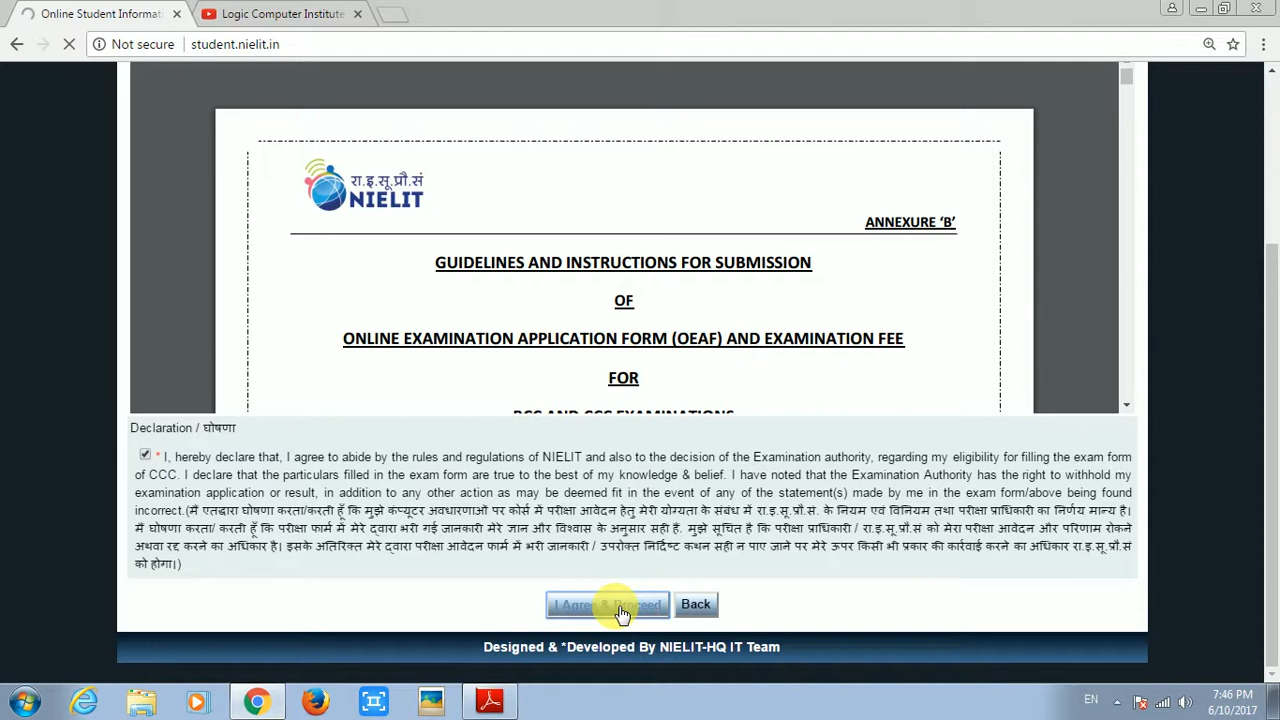 Online Student Informati
Logic Computer Institute
Not secure
student.nielit.in
रा.इ.सू.प्रौ.सं
NIELIT
ANNEXURE ‘B’
GUIDELINES AND INSTRUCTIONS FOR SUBMISSION
OF
ONLINE EXAMINATION APPLICATION FORM (OEAF) AND EXAMINATION FEE
FOR
BCC AND CCC EXAMINATIONS
Declaration / घोषणा
* I, hereby declare that, I agree to abide by the rules and regulations of NIELIT and also to the decision of the Examination authority, regarding my eligibility for filling the exam form
of CCC. I declare that the particulars filled in the exam form are true to the best of my knowledge & belief. I have noted that the Examination Authority has the right to withhold my
examination application or result, in addition to any other action as may be deemed fit in the event of any of the statement(s) made by me in the exam form/above being found
incorrect.(मैं एतद्वारा घोषणा करता/करती हूँ कि मुझे कंप्यूटर अवधारणाओं पर कोर्स में परीक्षा आवेदन हेतु मेरी योग्यता के संबंध में रा.इ.सू.प्रौ.सं. के नियम एवं विनियम तथा परीक्षा प्राधिकारी का निर्णय मान्य है।
मैं घोषणा करता/ करती हूँ कि परीक्षा फार्म में मेरे द्वारा भरी गई जानकारी मेरे ज्ञान और विश्वास के अनुसार सही है. मुझे सूचित है कि परीक्षा प्राधिकारी / रा.इ.सू.प्रौ.सं को मेरा परीक्षा आवेदन और परिणाम रोकने
अथवा रद्द करने का अधिकार है। इसके अतिरिक्त मेरे द्वारा परीक्षा आवेदन फार्म में भरी जानकारी / उपरोक्त निर्दिष्ट कथन सही न पाए जाने पर मेरे ऊपर किसी भी प्रकार की कार्रवाई करने का अधिकार रा.इ.सू.प्रौ.सं
को होगा।)
I Agree & Proceed
Back
Designed & *Developed By NIELIT-HQ IT Team
EN
7:46 PM
6/10/2017